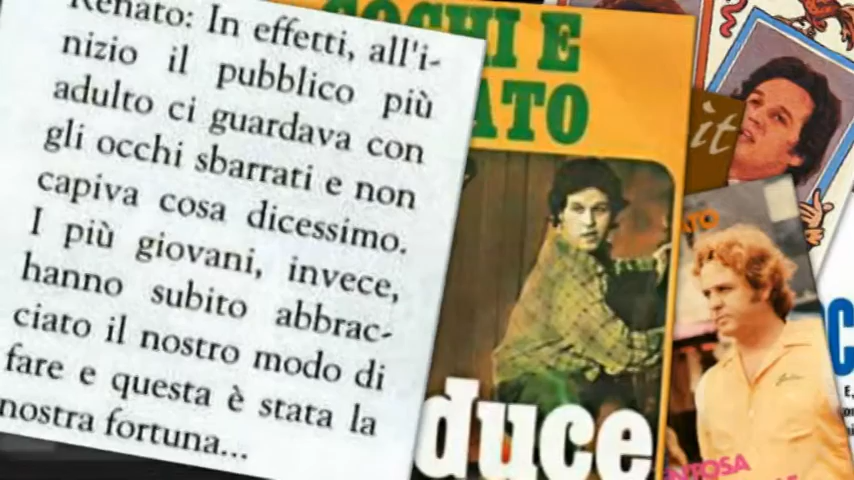 Renato: In effetti, all'i-
nizio il pubblico più
adulto ci guardava con
gli occhi sbarrati e non
capiva cosa dicessimo.
I più giovani, invece,
hanno subito abbrac-
ciato il nostro modo di
fare e questa è stata la
nostra fortuna...
COCHI E
ATO
duce
it
TO